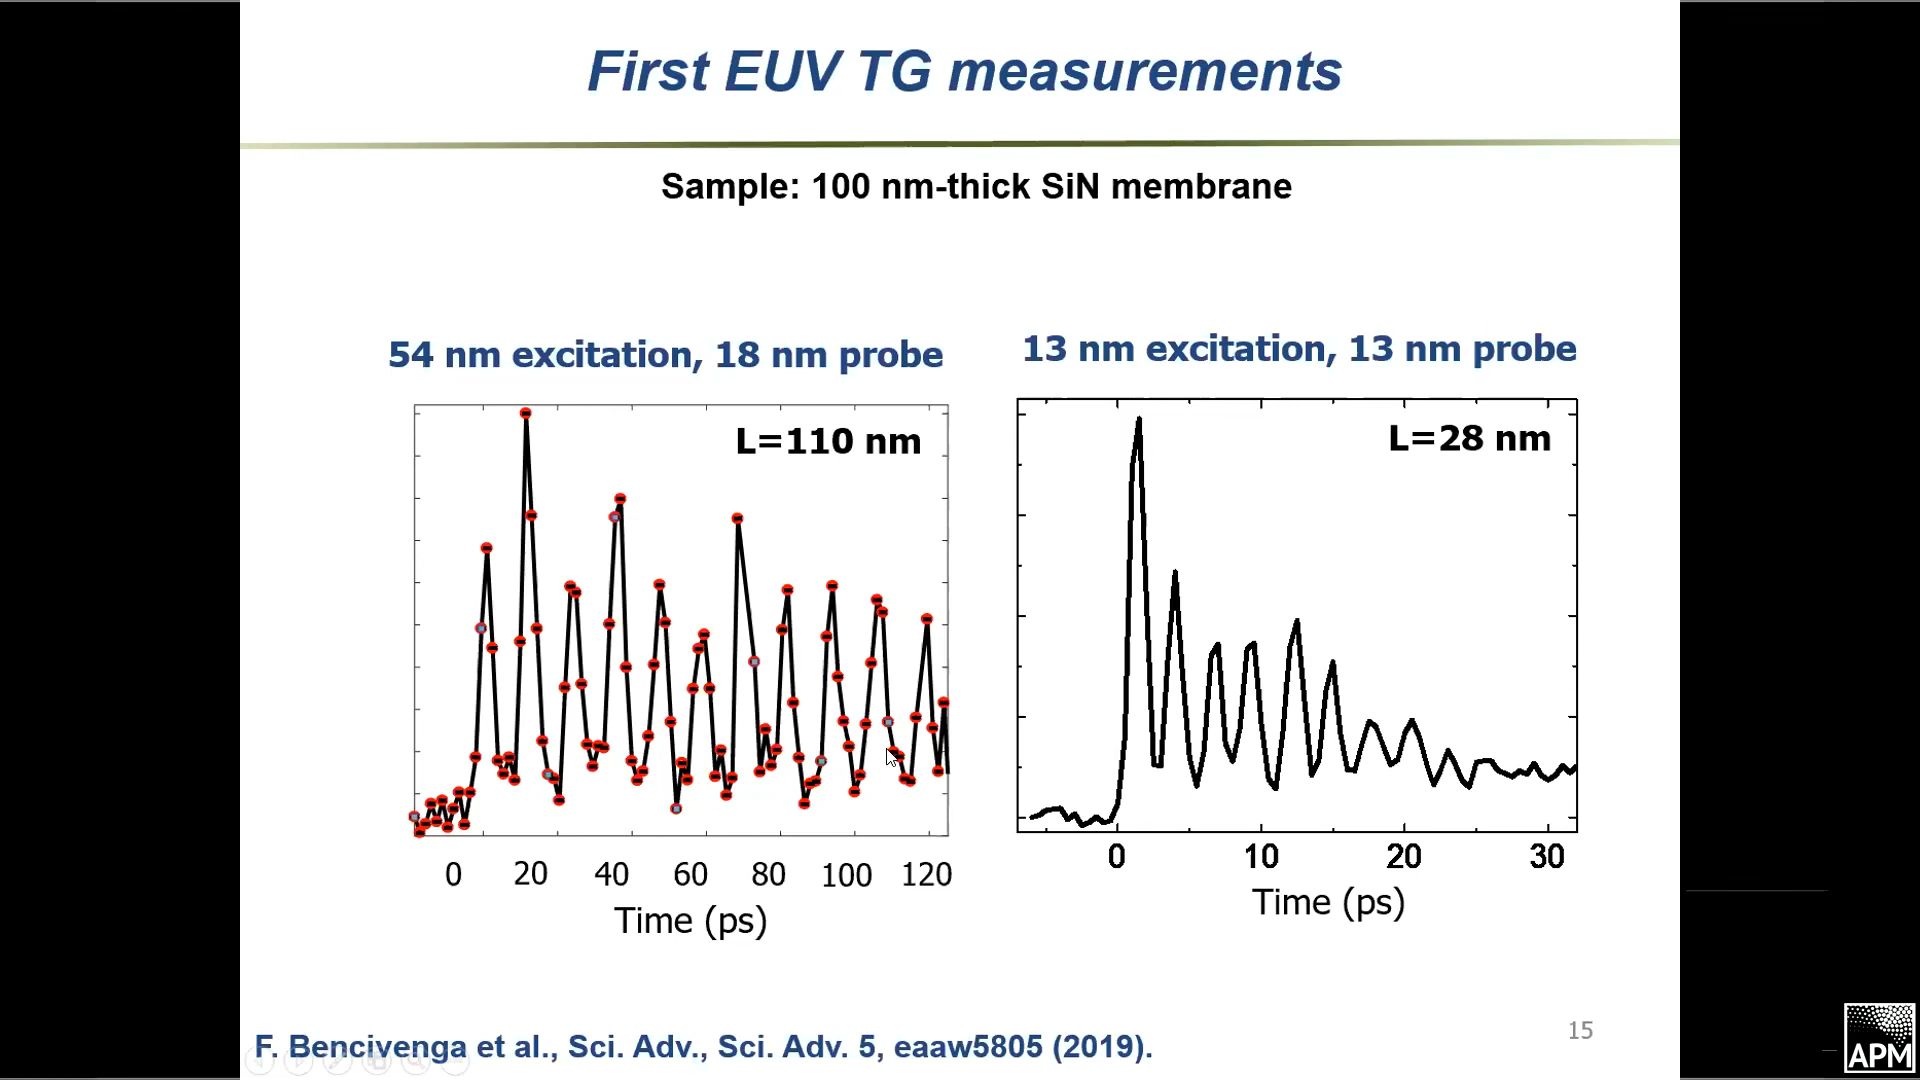 First EUV TG measurements
Sample: 100 nm-thick SiN membrane
54 nm excitation, 18 nm probe
L=110 nm
0 20 40 60 80 100 120
Time (ps)
13 nm excitation, 13 nm probe
L=28 nm
0 10 20 30
Time (ps)
F. Bencivenga et al., Sci. Adv., Sci. Adv. 5, eaaw5805 (2019).
15
APM